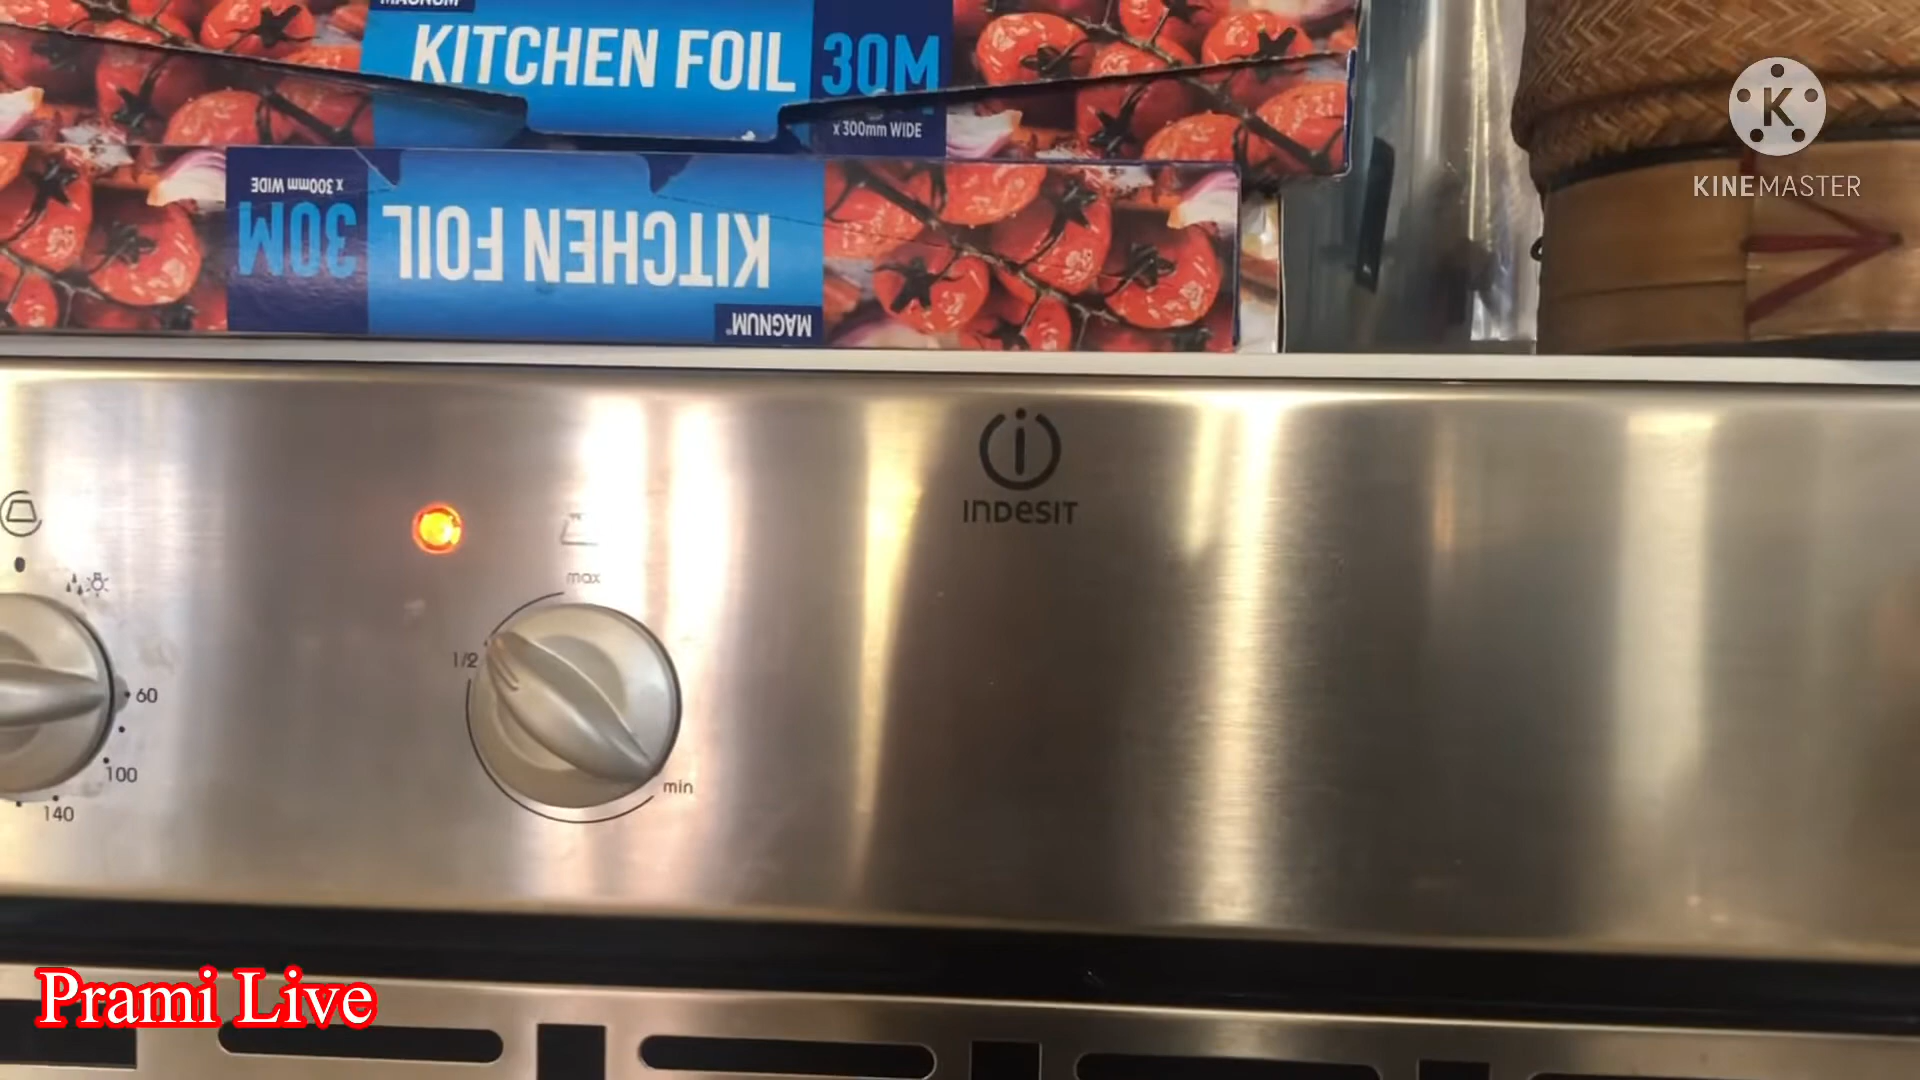 MAGNUM
KITCHEN FOIL 30M
x 300mm WIDE
x 300mm WIDE
30M
KITCHEN FOIL
MAGNUM
K
KINEMASTER
INDESIT
max
1/2
min
60
100
140
Prami Live